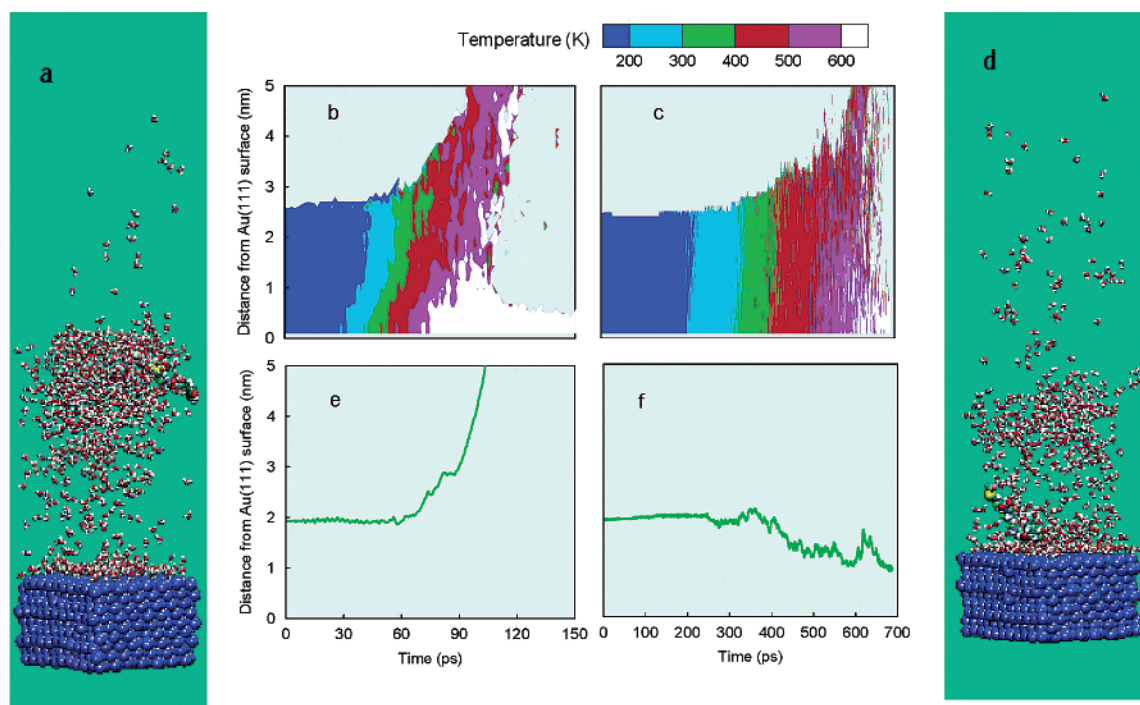 a
Temperature (K)
200 300 400 500 600
d
Distance from Au(111) surface (nm)
5
4
3
2
1
0
b
c
Distance from Au(111) surface (nm)
5
4
3
2
1
0
e
f
0 30 60 90 120 150
0 100 200 300 400 500 600 700
Time (ps)
Time (ps)